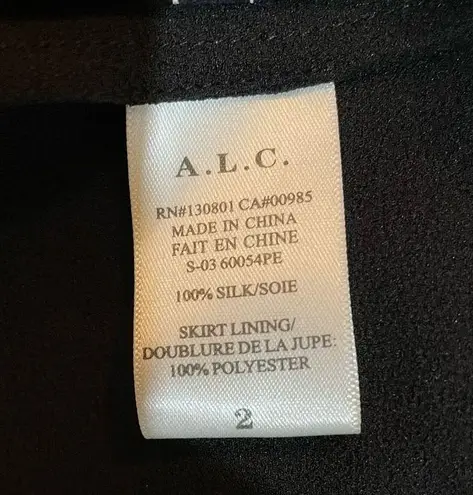 A.L.C.
RN#130801 CA#00985
MADE IN CHINA
FAIT EN CHINE
S-03 60054PE
100% SILK/SOIE
SKIRT LINING/
DOUBLURE DE LA JUPE:
100% POLYESTER
2